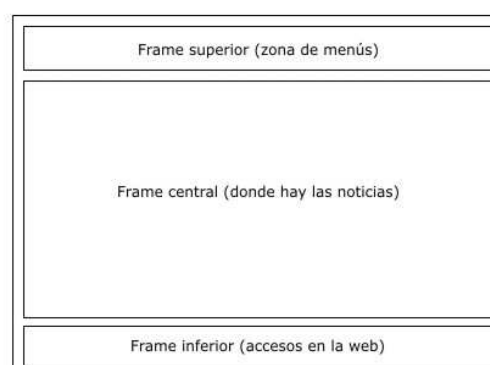 Frame superior (zona de menús)
Frame central (donde hay las noticias)
Frame inferior (accesos en la web)